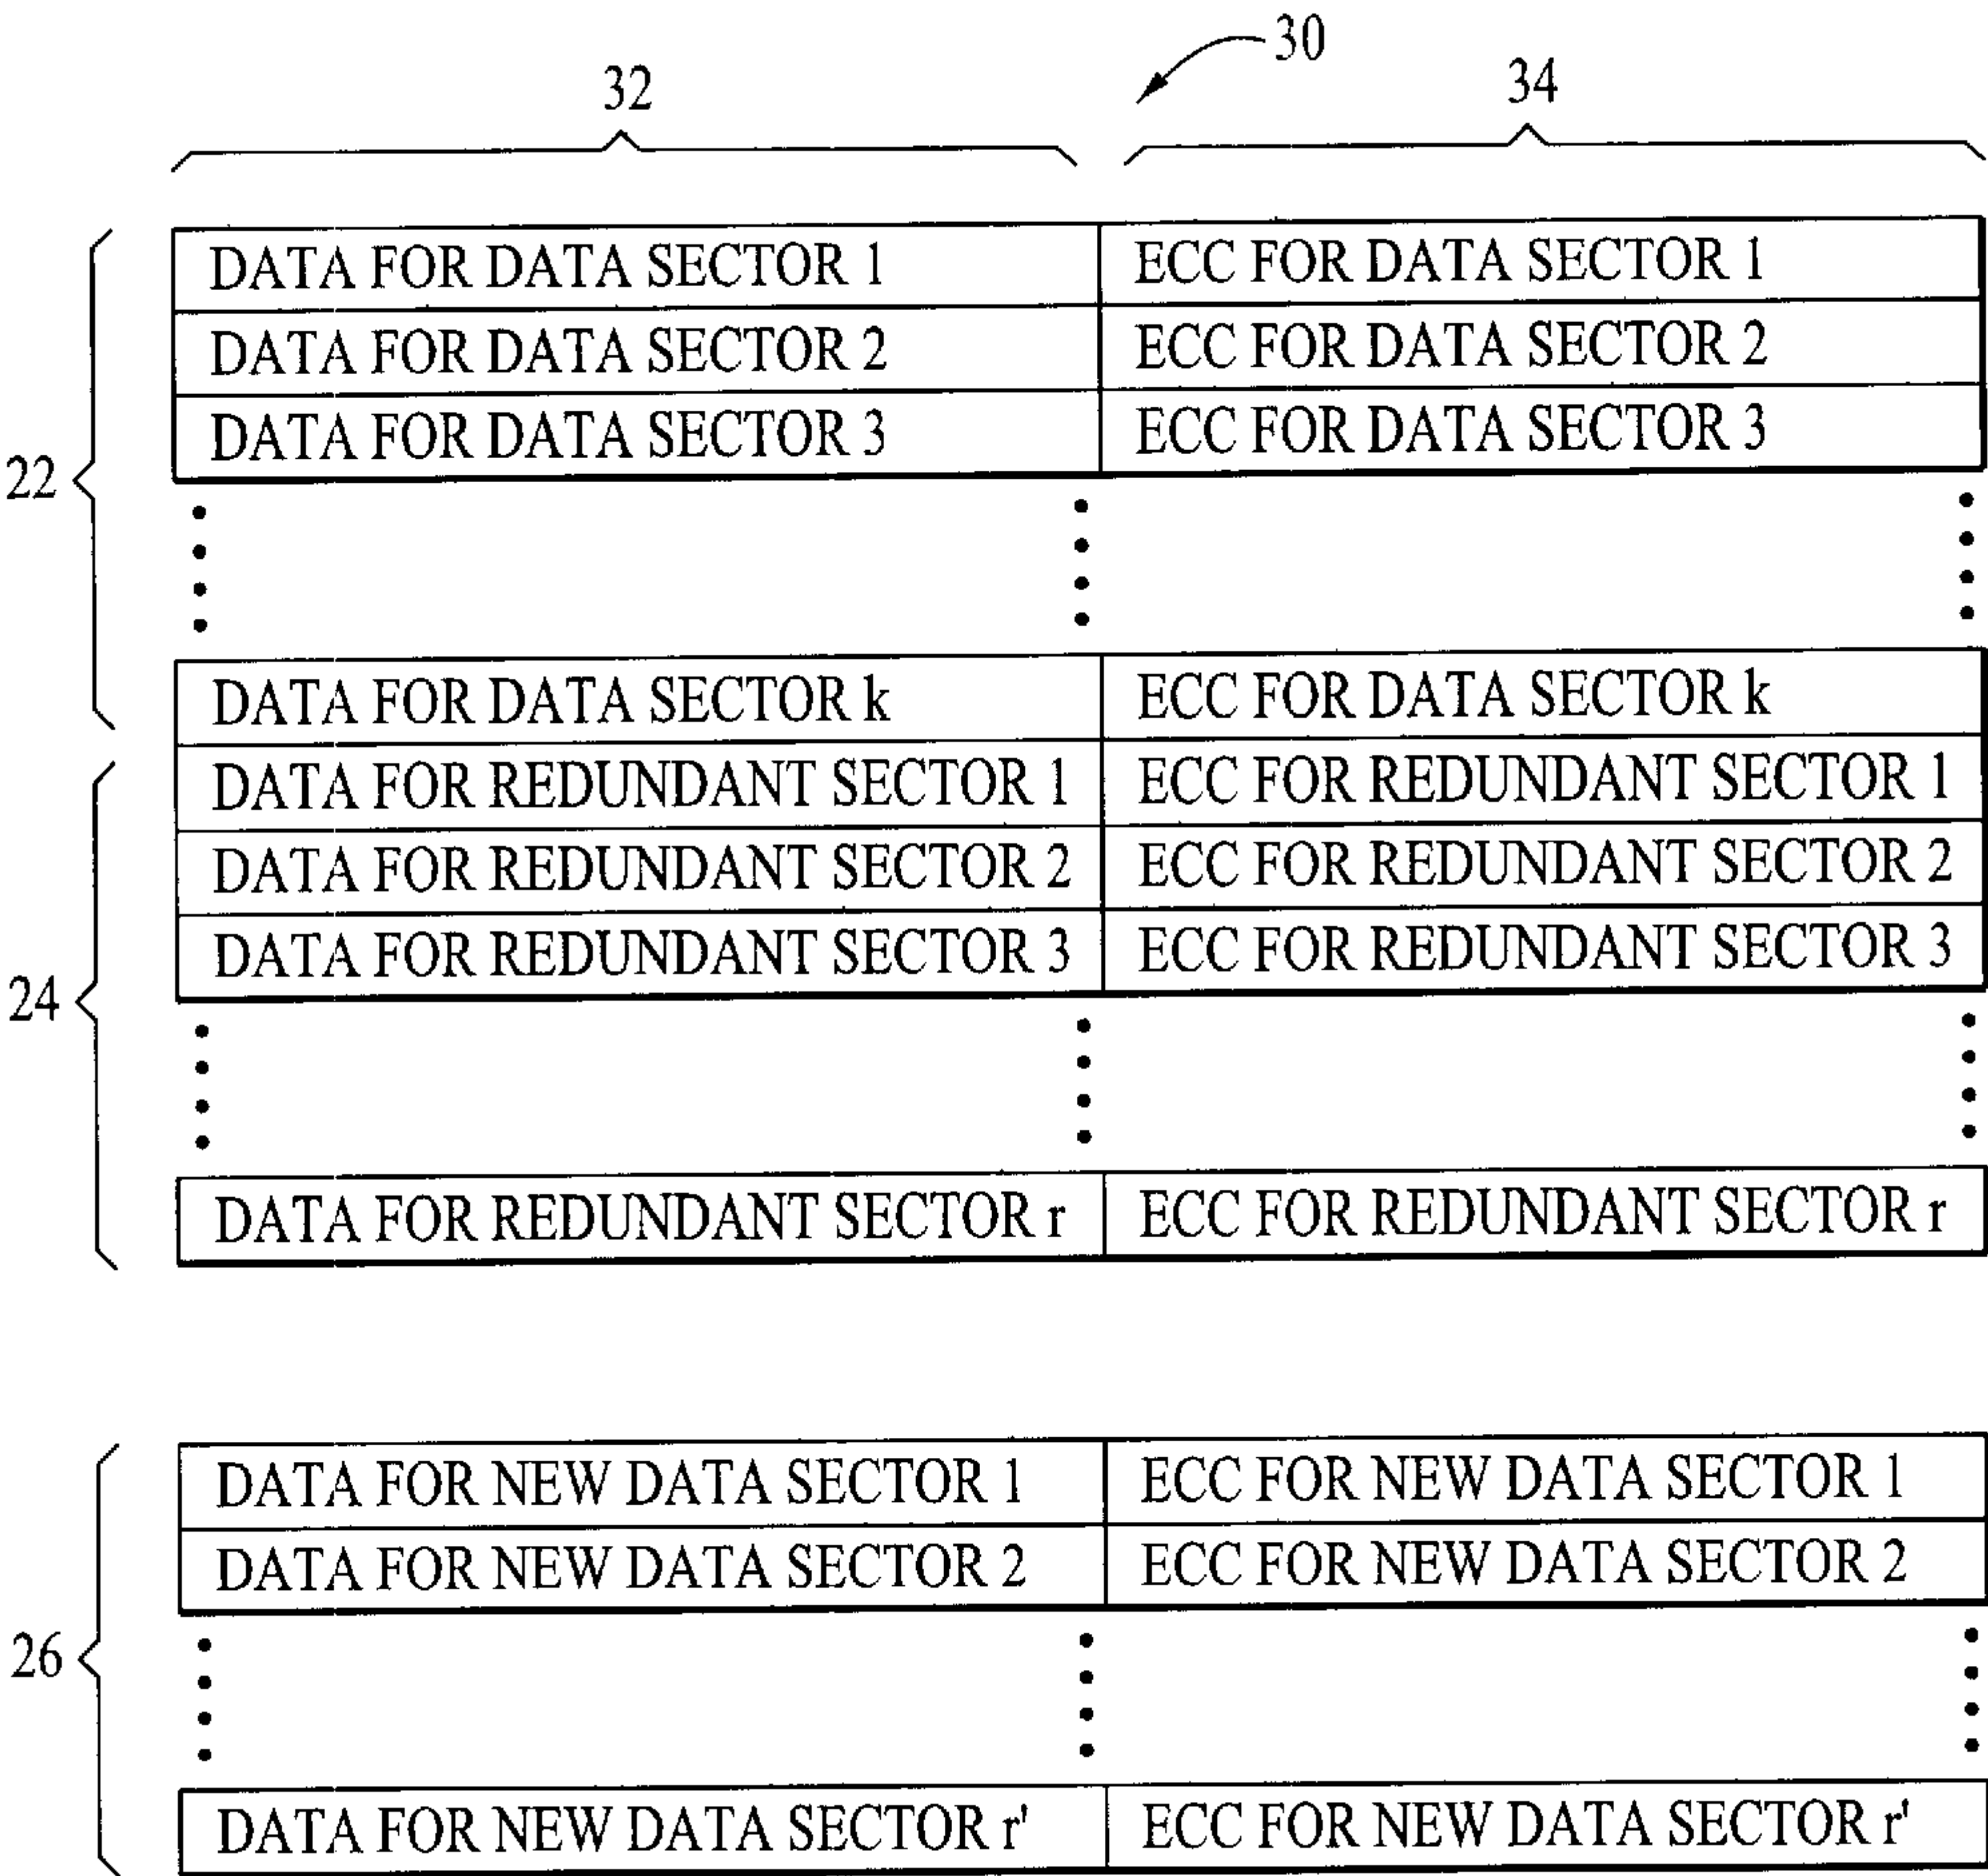 30
32 34
DATA FOR DATA SECTOR 1 ECC FOR DATA SECTOR 1
DATA FOR DATA SECTOR 2 ECC FOR DATA SECTOR 2
DATA FOR DATA SECTOR 3 ECC FOR DATA SECTOR 3
22
DATA FOR DATA SECTOR k ECC FOR DATA SECTOR k
DATA FOR REDUNDANT SECTOR 1 ECC FOR REDUNDANT SECTOR 1
DATA FOR REDUNDANT SECTOR 2 ECC FOR REDUNDANT SECTOR 2
DATA FOR REDUNDANT SECTOR 3 ECC FOR REDUNDANT SECTOR 3
24
DATA FOR REDUNDANT SECTOR r ECC FOR REDUNDANT SECTOR r
DATA FOR NEW DATA SECTOR 1 ECC FOR NEW DATA SECTOR 1
DATA FOR NEW DATA SECTOR 2 ECC FOR NEW DATA SECTOR 2
26
DATA FOR NEW DATA SECTOR r' ECC FOR NEW DATA SECTOR r'